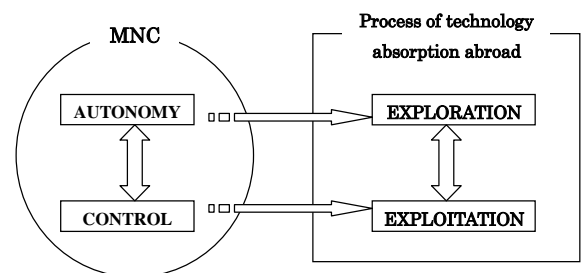 MNC
Process of technology
absorption abroad
AUTONOMY
EXPLORATION
CONTROL
EXPLOITATION